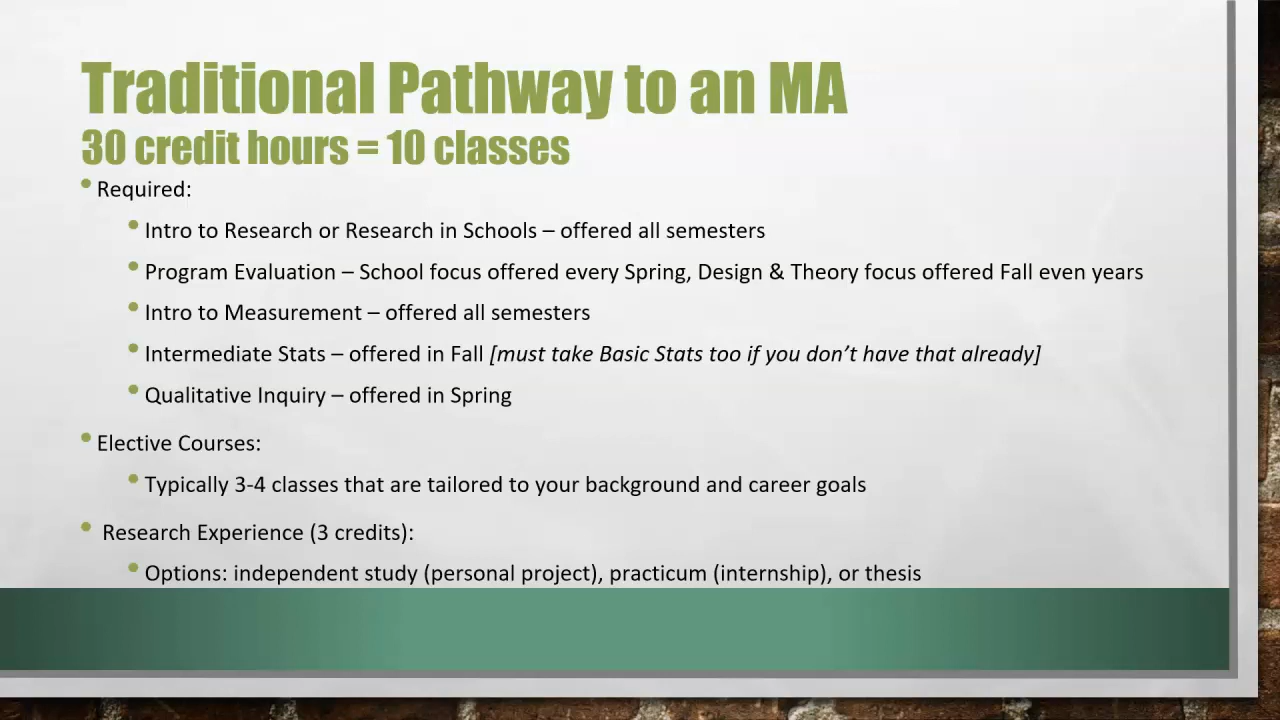 Traditional Pathway to an MA
30 credit hours = 10 classes
Required:
Intro to Research or Research in Schools – offered all semesters
Program Evaluation – School focus offered every Spring, Design & Theory focus offered Fall even years
Intro to Measurement – offered all semesters
Intermediate Stats – offered in Fall [must take Basic Stats too if you don’t have that already]
Qualitative Inquiry – offered in Spring
Elective Courses:
Typically 3-4 classes that are tailored to your background and career goals
Research Experience (3 credits):
Options: independent study (personal project), practicum (internship), or thesis